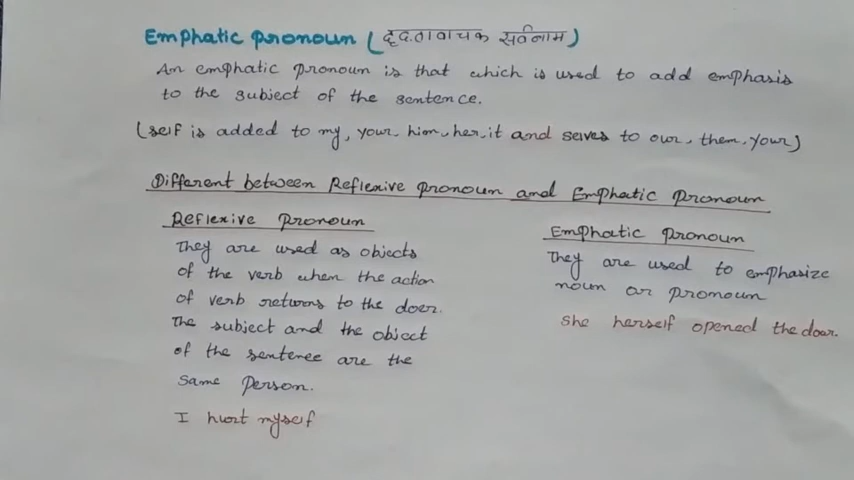 Emphatic pronoun (दृढ़तावाचक सर्वनाम)
An emphatic pronoun is that which is used to add emphasis
to the subject of the sentence.
(self is added to my, your, him, her, it and selves to our, them, your)
Different between Reflexive pronoun and Emphatic pronoun
Reflexive pronoun
They are used as objects
of the verb when the action
of verb returns to the doer.
The subject and the object
of the sentence are the
same person.
I hurt myself
Emphatic pronoun
They are used to emphasize
noun or pronoun
She herself opened the door.